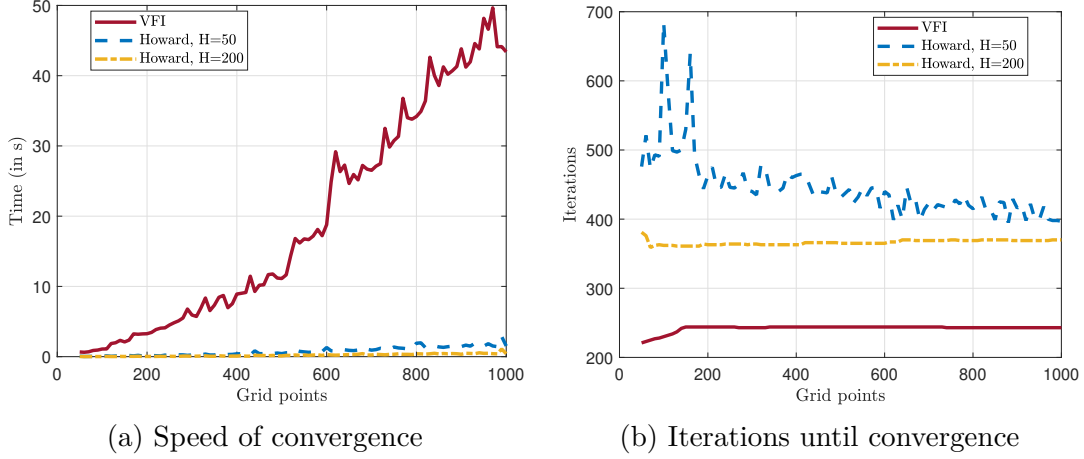 50
40
30
20
10
0
Time (in s)
VFI
Howard, H=50
Howard, H=200
0
200
400
600
800
1000
Grid points
(a) Speed of convergence
700
600
500
400
300
200
Iterations
VFI
Howard, H=50
Howard, H=200
0
200
400
600
800
1000
Grid points
(b) Iterations until convergence